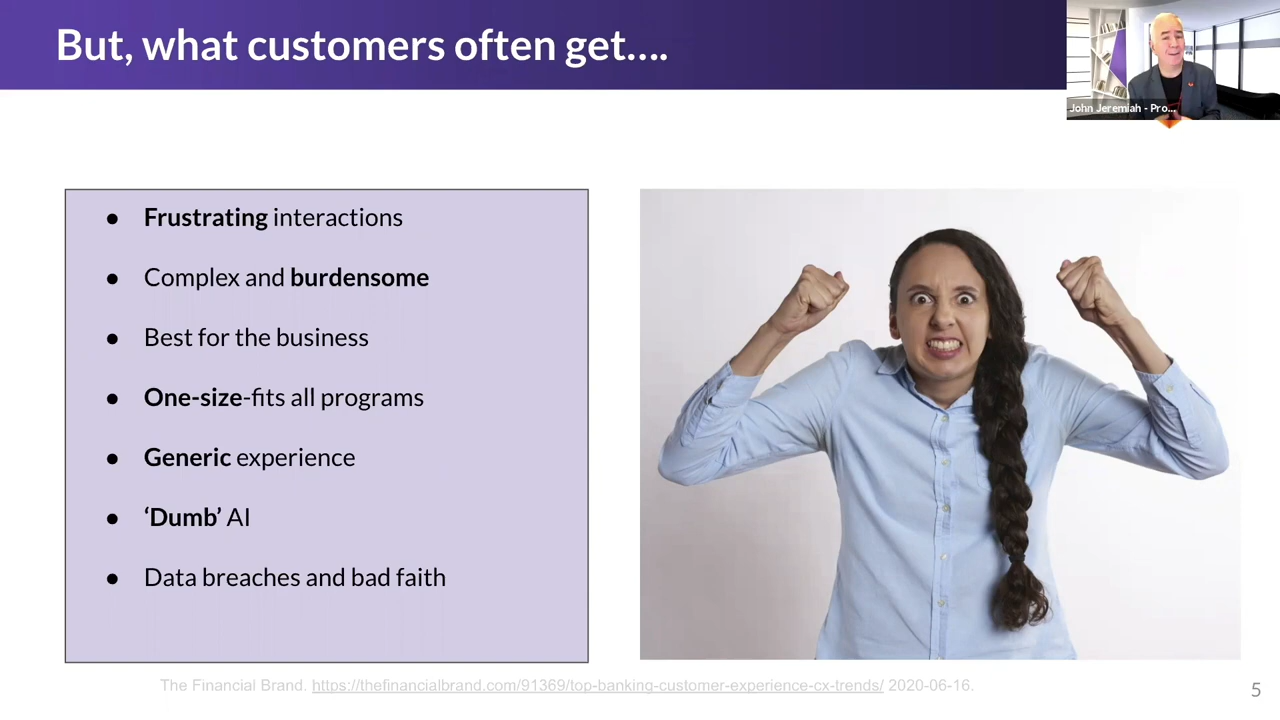 But, what customers often get....
John Jeremiah - Pro...
● Frustrating interactions
● Complex and burdensome
● Best for the business
● One-size-fits all programs
● Generic experience
● ‘Dumb’ AI
● Data breaches and bad faith
The Financial Brand. https://thefinancialbrand.com/91369/top-banking-customer-experience-cx-trends/ 2020-06-16.
5